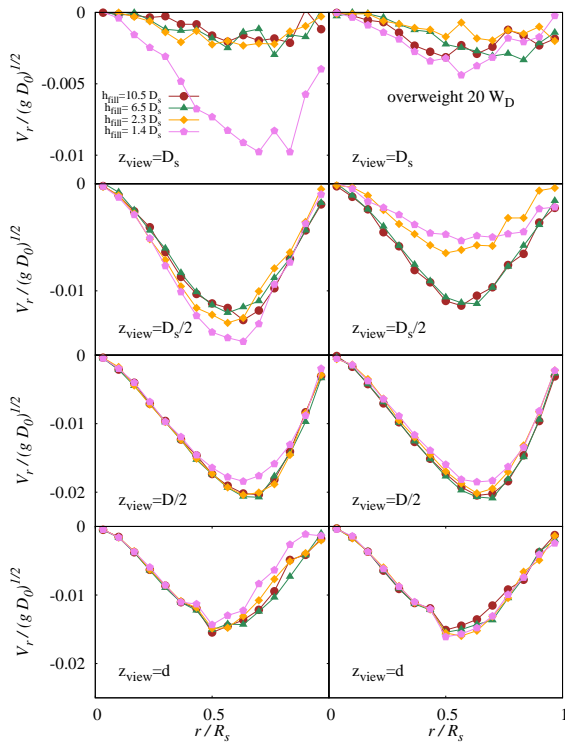 0
-0.005
-0.01
V_r / (g D_0)^{1/2}
h_fill= 10.5 D_s
h_fill= 6.5 D_s
h_fill= 2.3 D_s
h_fill= 1.4 D_s
z_view=D_s
overweight 20 W_D
z_view=D_s
0
-0.01
V_r / (g D_0)^{1/2}
z_view=D_s/2
z_view=D_s/2
0
-0.01
-0.02
V_r / (g D_0)^{1/2}
z_view=D/2
z_view=D/2
0
-0.01
-0.02
V_r / (g D_0)^{1/2}
z_view=d
z_view=d
0 0.5 0 0.5 1
r / R_s r / R_s